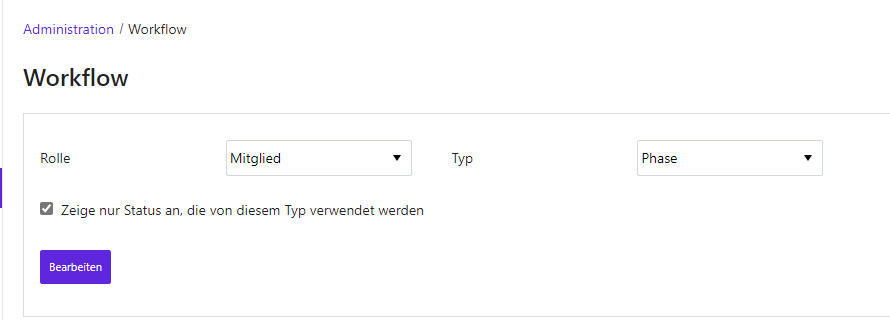 Administration / Workflow
Workflow
Rolle Mitglied Typ Phase
Zeige nur Status an, die von diesem Typ verwendet werden
Bearbeiten